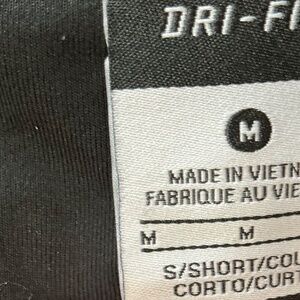 DRI-FI
M
MADE IN VIETN
FABRIQUE AU VIE
M M
S/SHORT/COU
CORTO/CURT